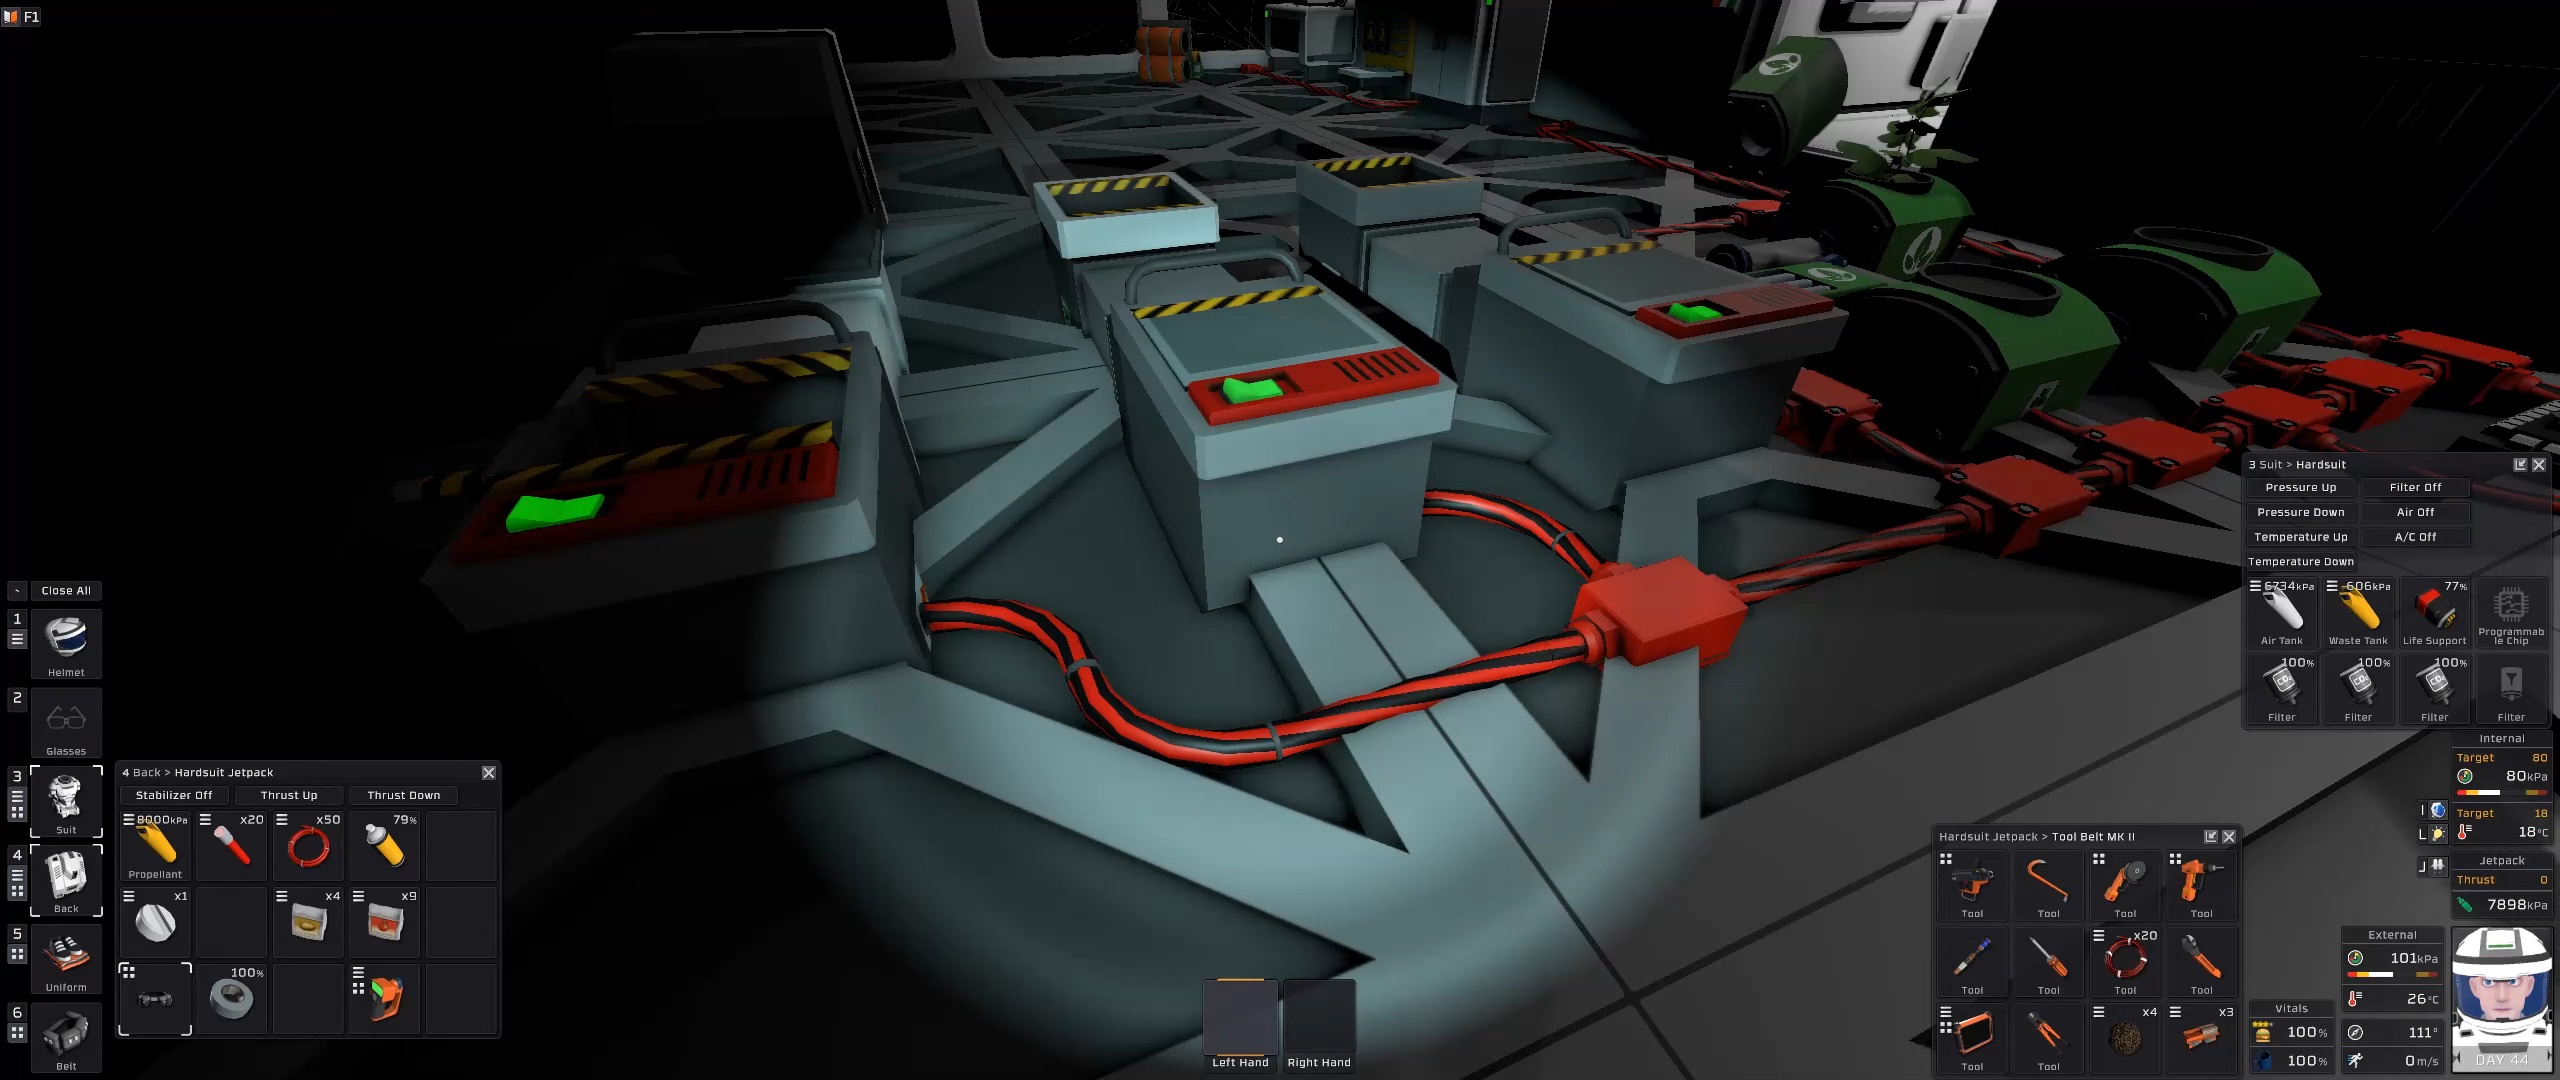 F1
~ Close All
1
Helmet
2
Glasses
3
Suit
4
Back
5
Uniform
6
Belt
4 Back > Hardsuit Jetpack
Stabilizer Off Thrust Up Thrust Down
8000kPa x20 x50 79%
Propellant
x1 x4 x9
100%
Left Hand Right Hand
3 Suit > Hardsuit
Pressure Up Filter Off
Pressure Down Air Off
Temperature Up A/C Off
Temperature Down
6734kPa 606kPa 77%
Air Tank Waste Tank Life Support Programmab
le Chip
100% 100% 100%
Filter Filter Filter Filter
Internal
Target 80
80kPa
I
Target 18
L 18°C
J Jetpack
Thrust 0
7898kPa
Hardsuit Jetpack > Tool Belt MK II
Tool Tool Tool Tool
x20
Tool Tool Tool Tool
x4 x3
Tool Tool
External
101kPa
26°C
111°
0m/s
Vitals
100%
100%
DAY 44